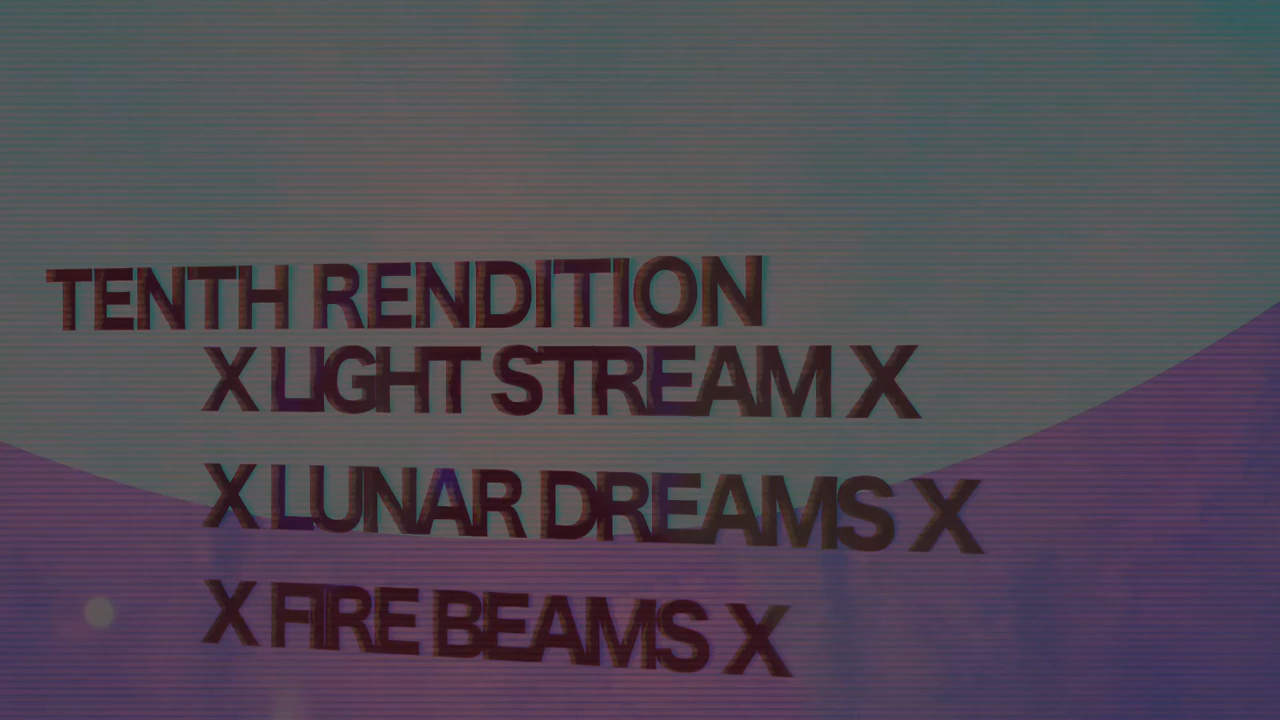 TENTH RENDITION
X LIGHT STREAM X
X LUNAR DREAMS X
X FIRE BEAMS X